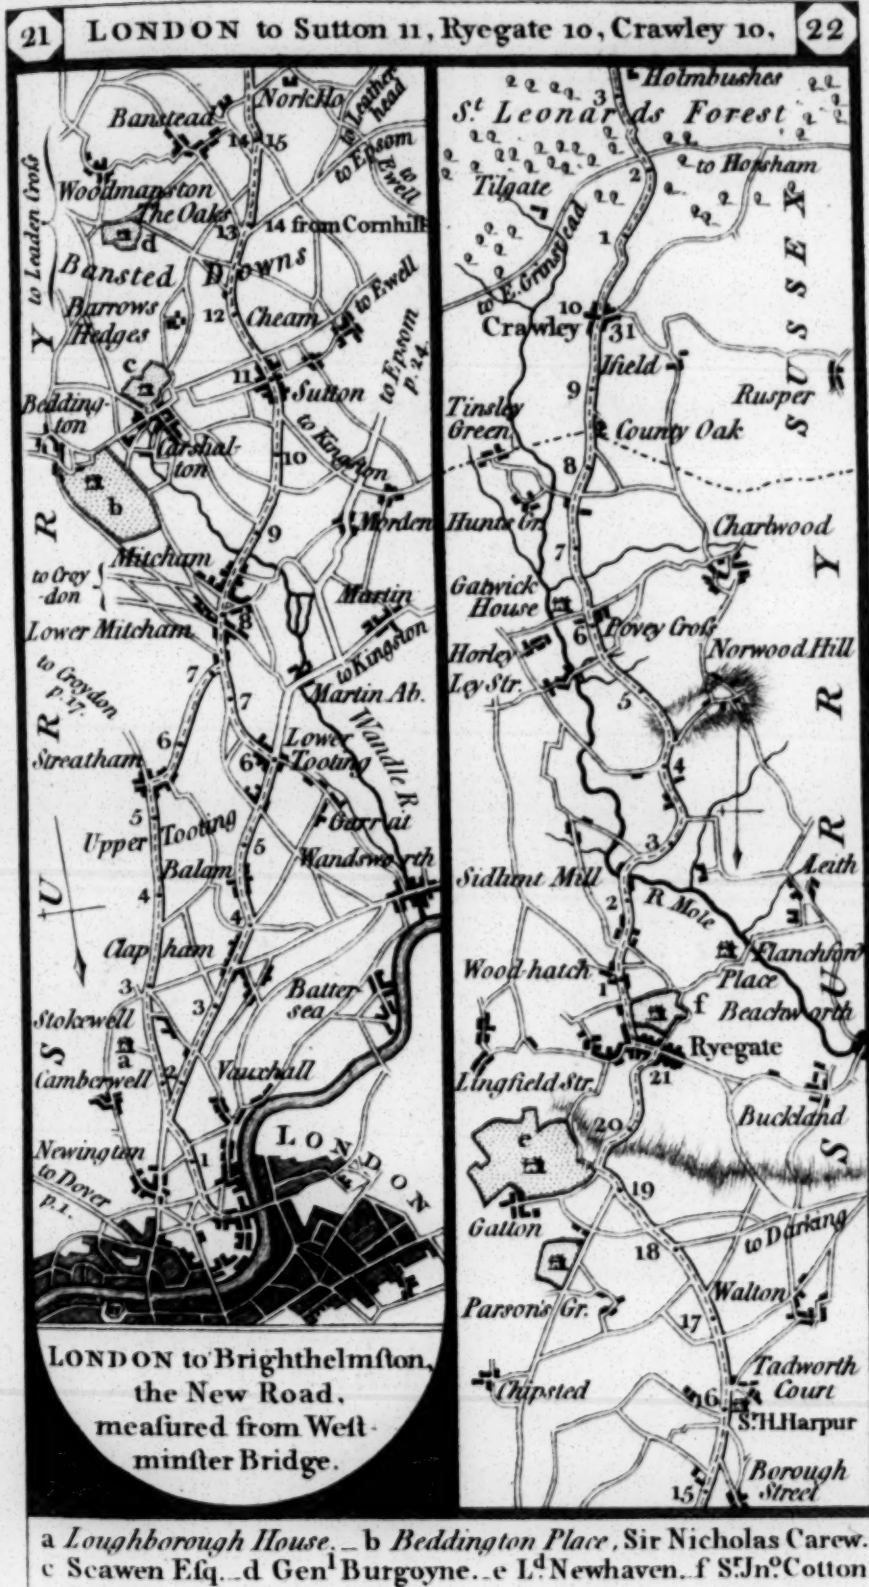 21
LONDON to Sutton 11, Ryegate 10, Crawley 10.
22
Nork Ho
to Leather
head
Banstead
14
15
to Epsom
to
Ewell
Woodmanston
The Oaks
d
13
14 from Cornhill
Y to Leaden Croſs
Bansted Downs
Barrows
Hedges
12
Cheam
to Ewell
c
11
Sutton
to Epsom
p. 24.
Bedding-
ton
Carshal-
ton
to Kingston
10
b
Morden
9
Mitcham
to Croy
-don
8
Martin
Lower Mitcham
to Kingston
to Croydon
p. 17.
7
7
Martin Ab.
Wandle R.
6
Lower
Tooting
6
Streatham
5
Upper Tooting
Garrat
5
Balam
Wandsworth
4
4
Clapham
3
3
Batter-
sea
Stokewell
a
Camberwell
2
Vauxhall
Newington
1
LONDON
to Dover
p. 1.
SURRY
LONDON to Brighthelmſton,
the New Road,
meaſured from Weſt-
minſter Bridge.
Holmbushes
3
St Leonards Forest
to Horsham
2
Tilgate
1
to E. Grinstead
10
Crawley
31
Ifield
9
Rusper
SUSSEX
Tinsley
Green
County Oak
8
Hunts Gr.
Charlwood
7
Gatwick
House
Povey Croſs
6
Horley
Norwood Hill
Ley Str.
5
4
3
Sidlunt Mill
Leith
2
R Mole
Flanchford
Place
Wood-hatch
1
f
Beachworth
Ryegate
21
Lingfield Str.
Buckland
20
e
19
Gatton
to Darking
18
Walton
Parson's Gr.
17
Chipsted
Tadworth
Court
16
Sr. H. Harpur
Borough
Street
15
SURRY
a Loughborough House. _ b Beddington Place, Sir Nicholas Carew.
c Scawen Eſq. _ d Genl Burgoyne. _ e Ld. Newhaven. _ f Sr. Jno. Cotton